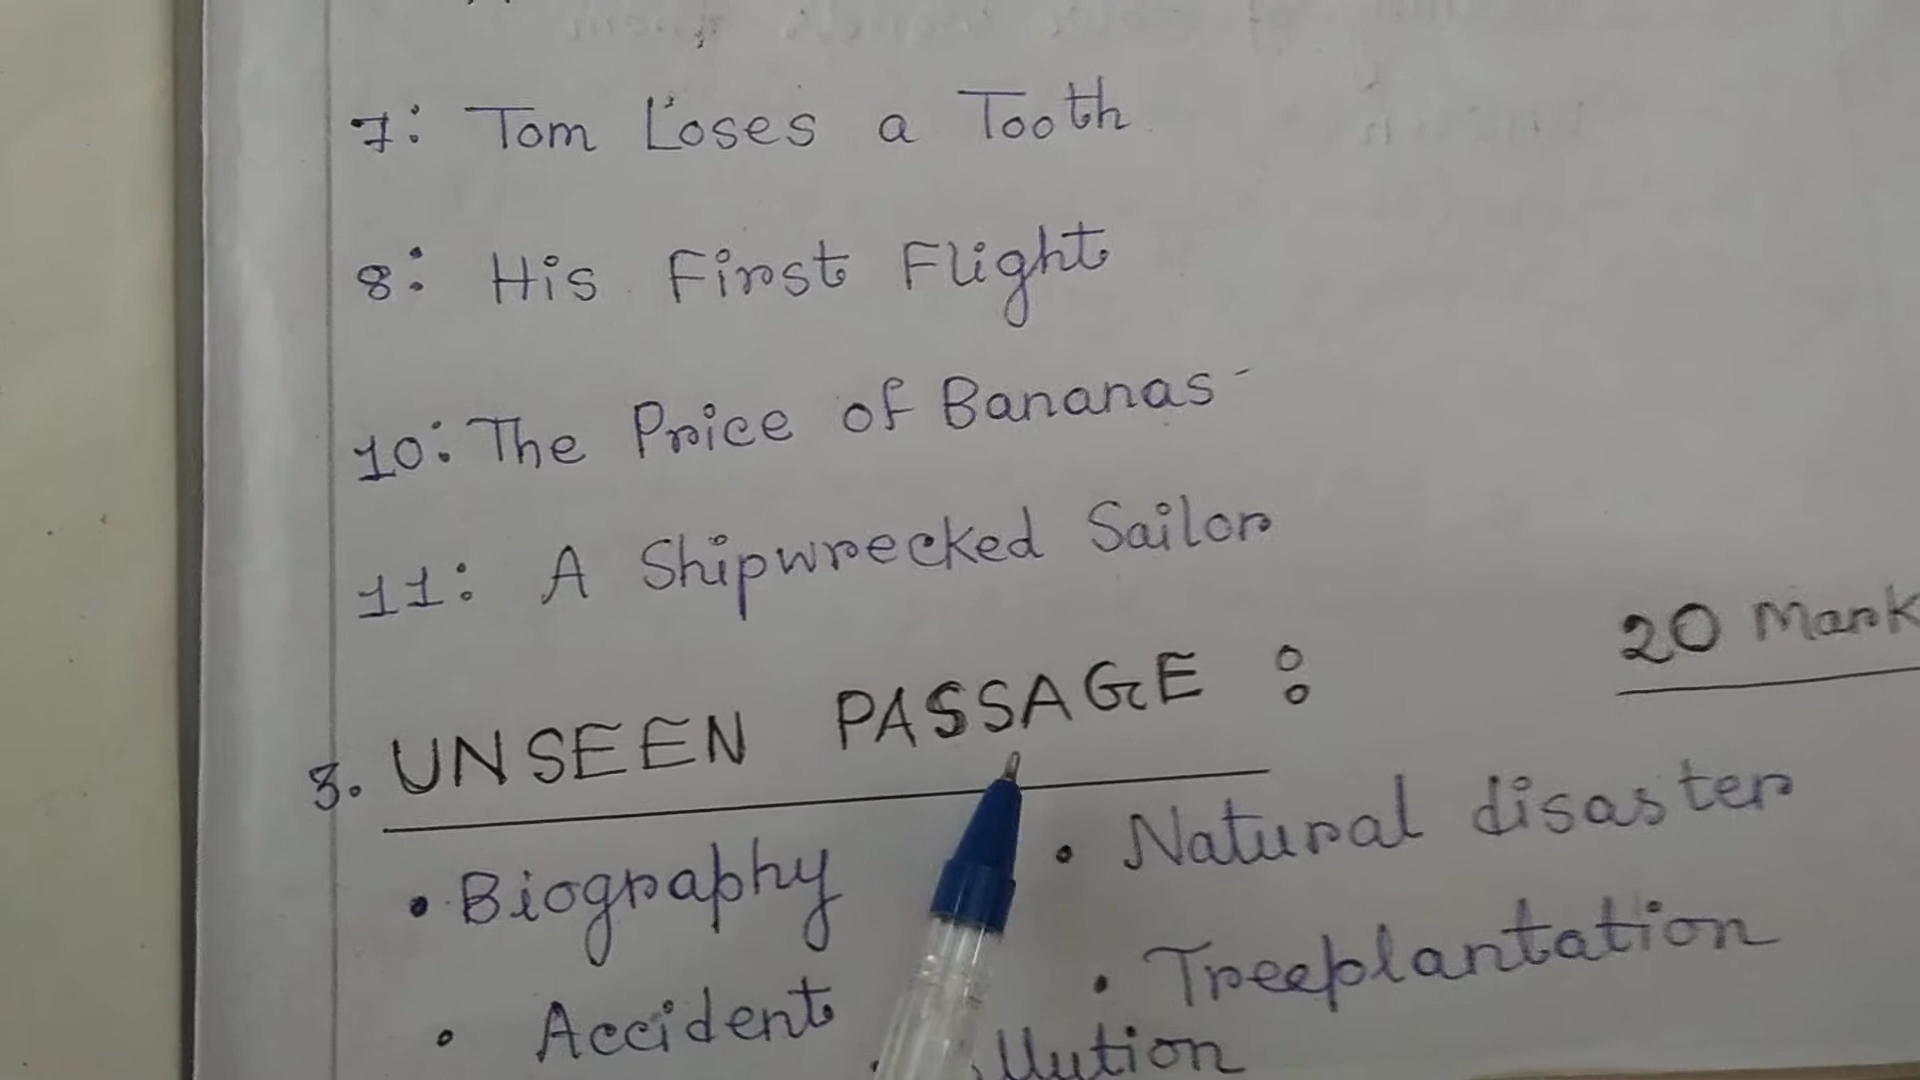 7: Tom Loses a Tooth
8: His First Flight
10: The Price of Bananas
11: A Shipwrecked Sailor
20 Mark
3. UNSEEN PASSAGE :
• Biography • Natural disaster
• Accident • Treeplantation
llution